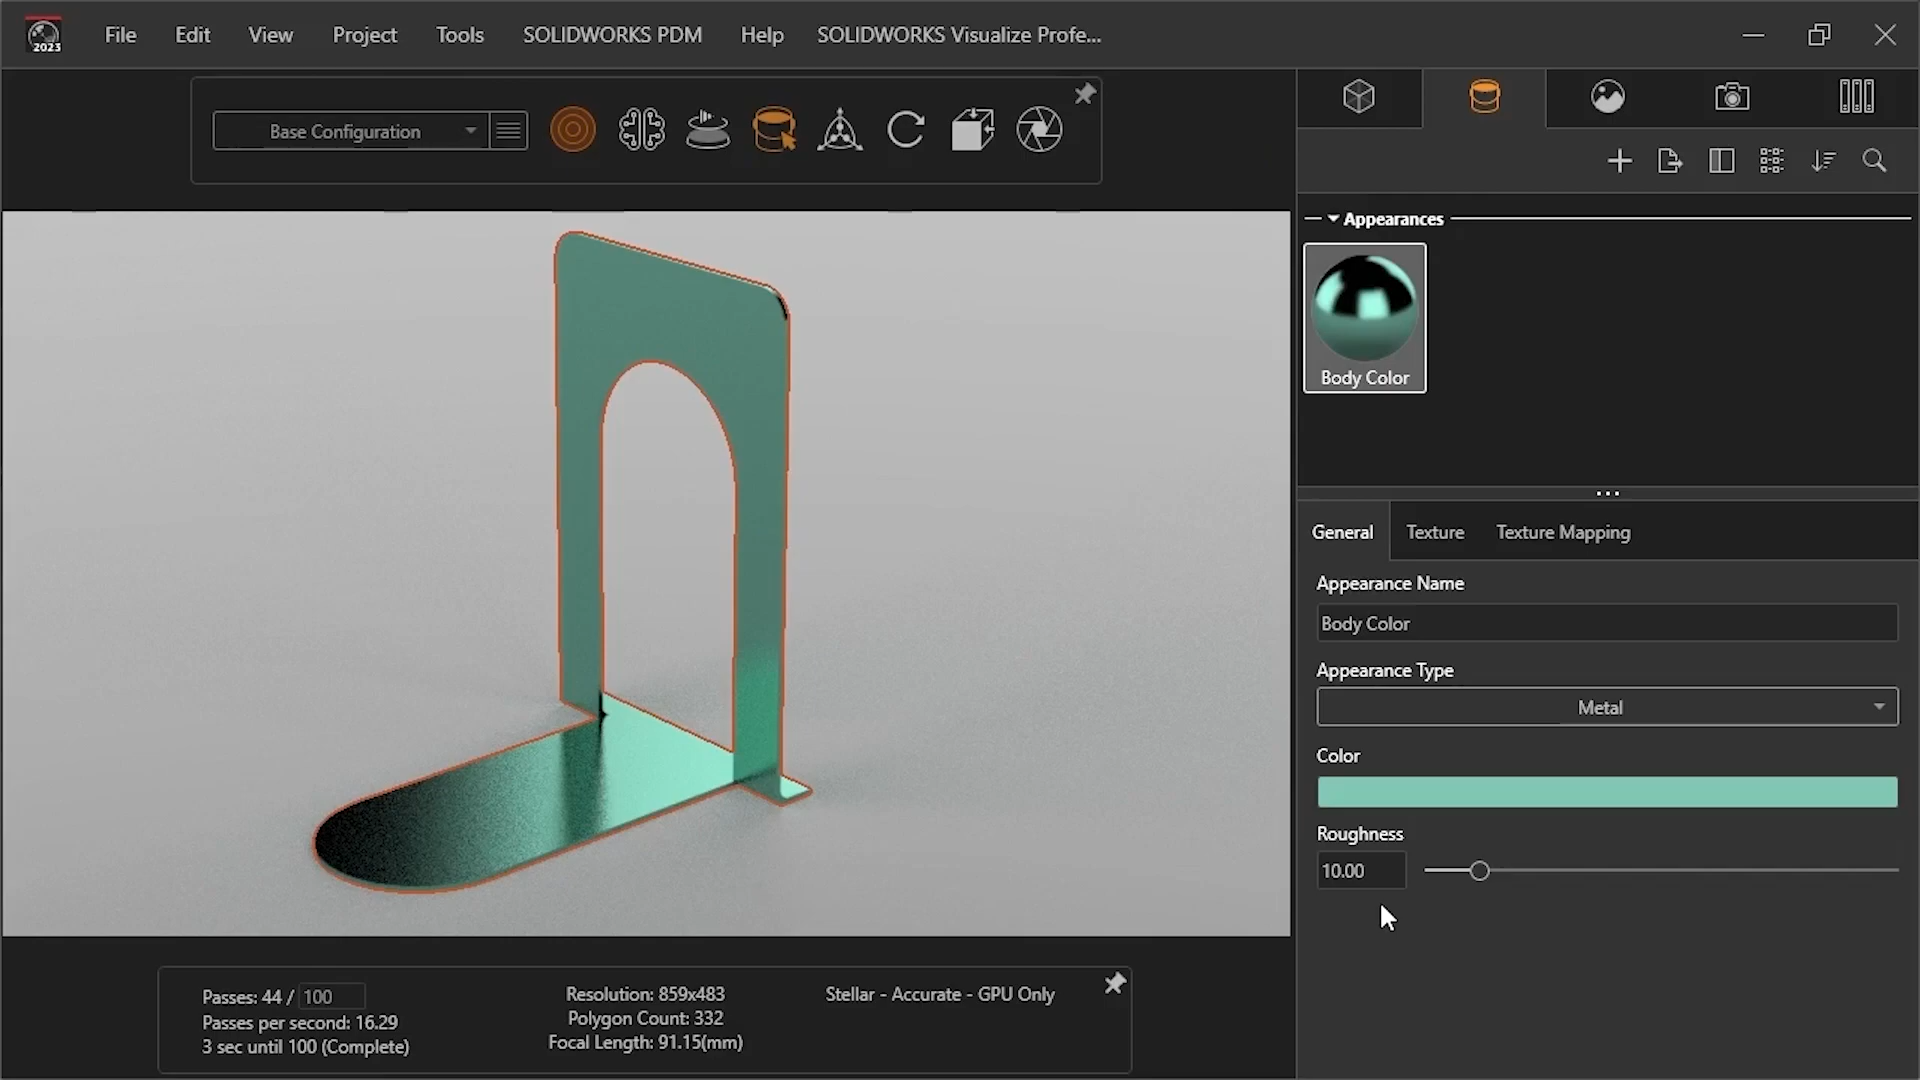 2023
File Edit View Project Tools SOLIDWORKS PDM Help SOLIDWORKS Visualize Profe...
Base Configuration
Appearances
Body Color
General Texture Texture Mapping
Appearance Name
Body Color
Appearance Type
Metal
Color
Roughness
10.00
Passes: 44 / 100
Passes per second: 16.29
3 sec until 100 (Complete)
Resolution: 859x483
Polygon Count: 332
Focal Length: 91.15(mm)
Stellar - Accurate - GPU Only